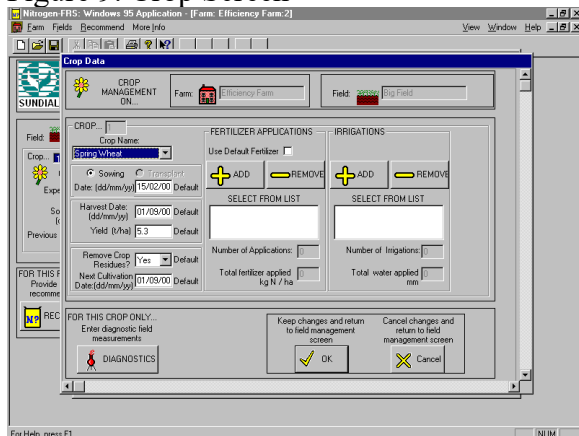 Nitrogen-FRS: Windows 95 Application - [Farm: Efficiency Farm:2]
Farm Fields Recommend More Info View Window Help
Crop Data
CROP
MANAGEMENT
ON...
Farm: Efficiency Farm
Field: Big Field
SUNDIAL
Field:
Crop...
Expe
So
Previous
FOR THIS F
Provide
recomme
N? REC
CROP... 1
Crop Name:
Spring Wheat
Sowing Transplant
Date: (dd/mm/yy) 15/02/00 Default
Harvest Date:
(dd/mm/yy) 01/09/00 Default
Yield (t/ha) 5.3 Default
Remove Crop
Residues? Yes Default
Next Cultivation
Date:(dd/mm/yy) 01/09/00 Default
FERTILIZER APPLICATIONS
Use Default Fertilizer
ADD REMOVE
SELECT FROM LIST
Number of Applications: 0
Total fertilizer applied 0
kg N / ha
IRRIGATIONS
ADD REMOVE
SELECT FROM LIST
Number of Irrigations: 0
Total water applied 0
mm
FOR THIS CROP ONLY...
Enter diagnostic field
measurements
DIAGNOSTICS
Keep changes and return
to field management
screen
OK
Cancel changes and
return to field
management screen
Cancel
For Help, press F1 NUM